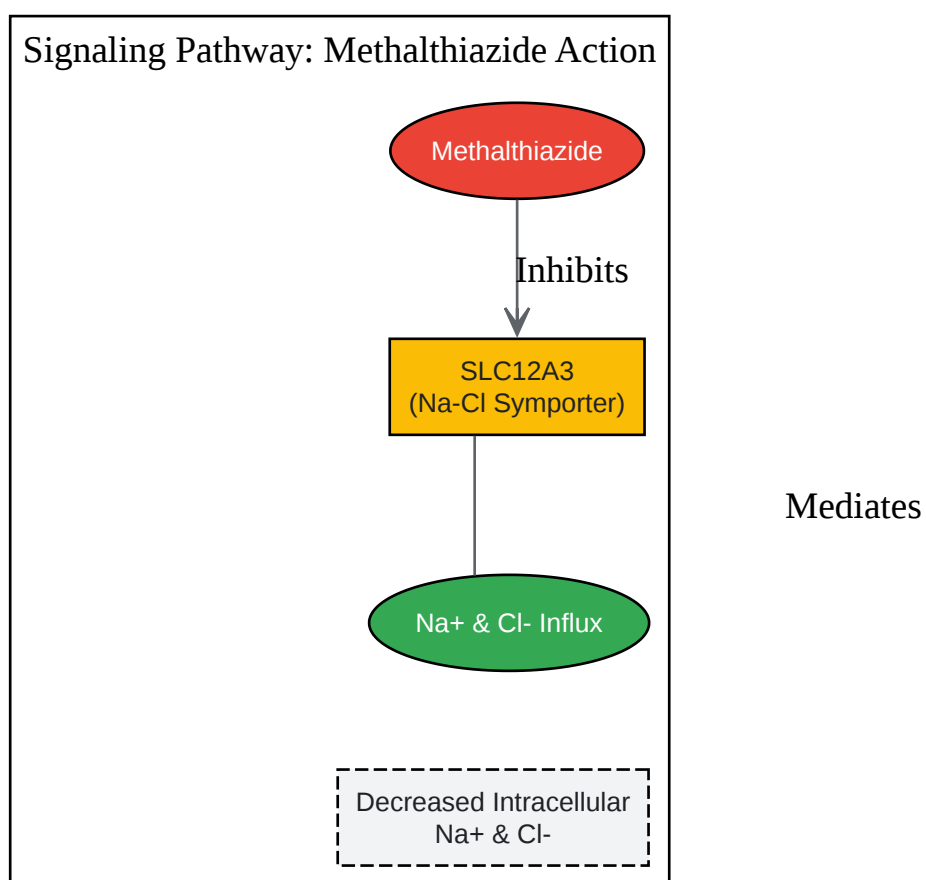 Signaling Pathway: Methalthiazide Action
Methalthiazide
Inhibits
SLC12A3
(Na-Cl Symporter)
Mediates
Na+ & Cl- Influx
Decreased Intracellular
Na+ & Cl-